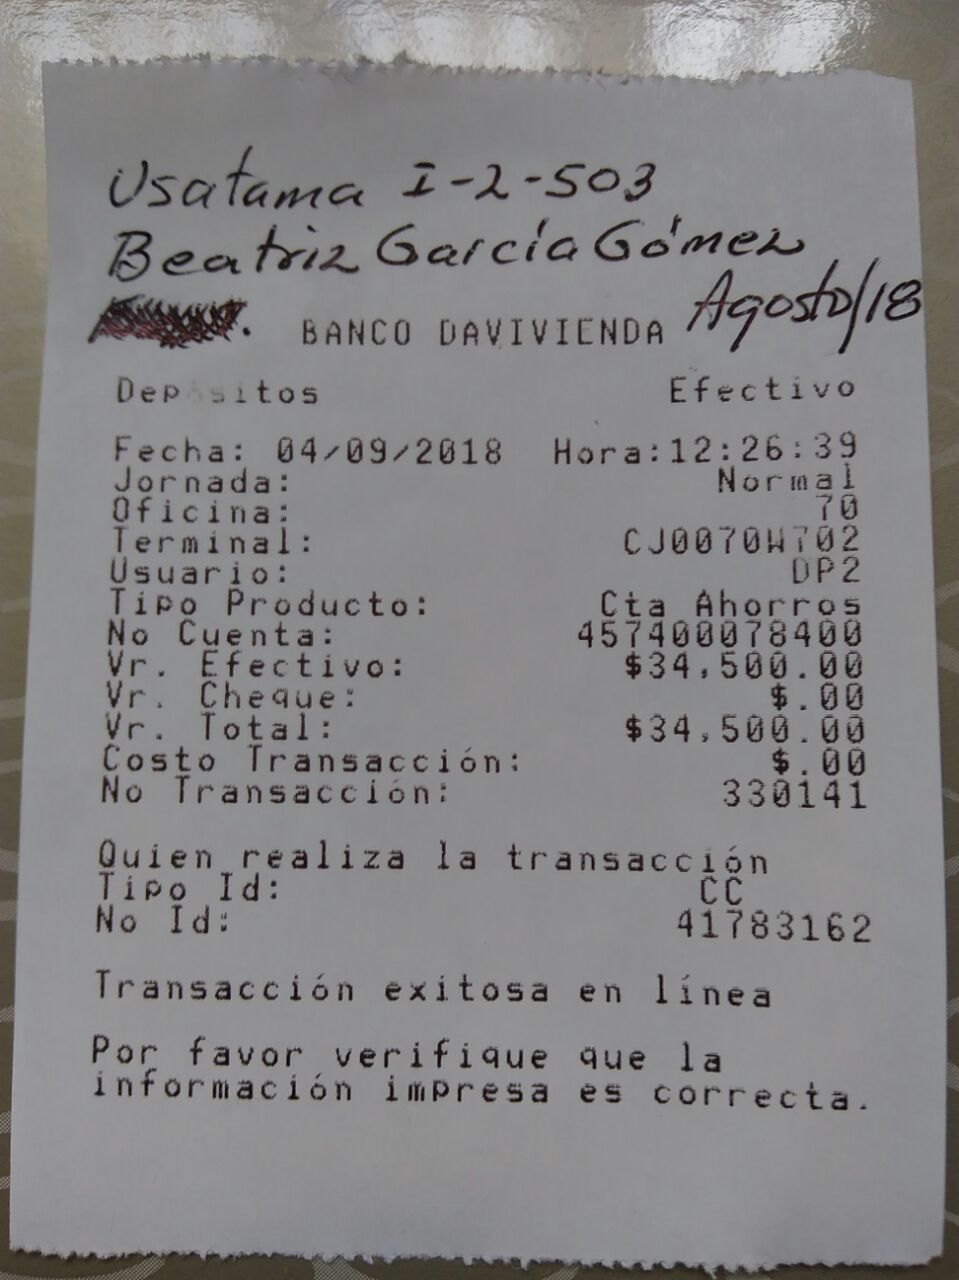 Usatama I-2-503
Beatriz García Gómez
Agosto/18
BANCO DAVIVIENDA
Depósitos Efectivo
Fecha: 04/09/2018 Hora:12:26:39
Jornada: Normal
Oficina: 70
Terminal: CJ0070W702
Usuario: DP2
Tipo Producto: Cta Ahorros
No Cuenta: 457400078400
Vr. Efectivo: $34,500.00
Vr. Cheque: $.00
Vr. Total: $34,500.00
Costo Transacción: $.00
No Transacción: 330141
Quien realiza la transacción
Tipo Id: CC
No Id: 41783162
Transacción exitosa en línea
Por favor verifique que la
información impresa es correcta.